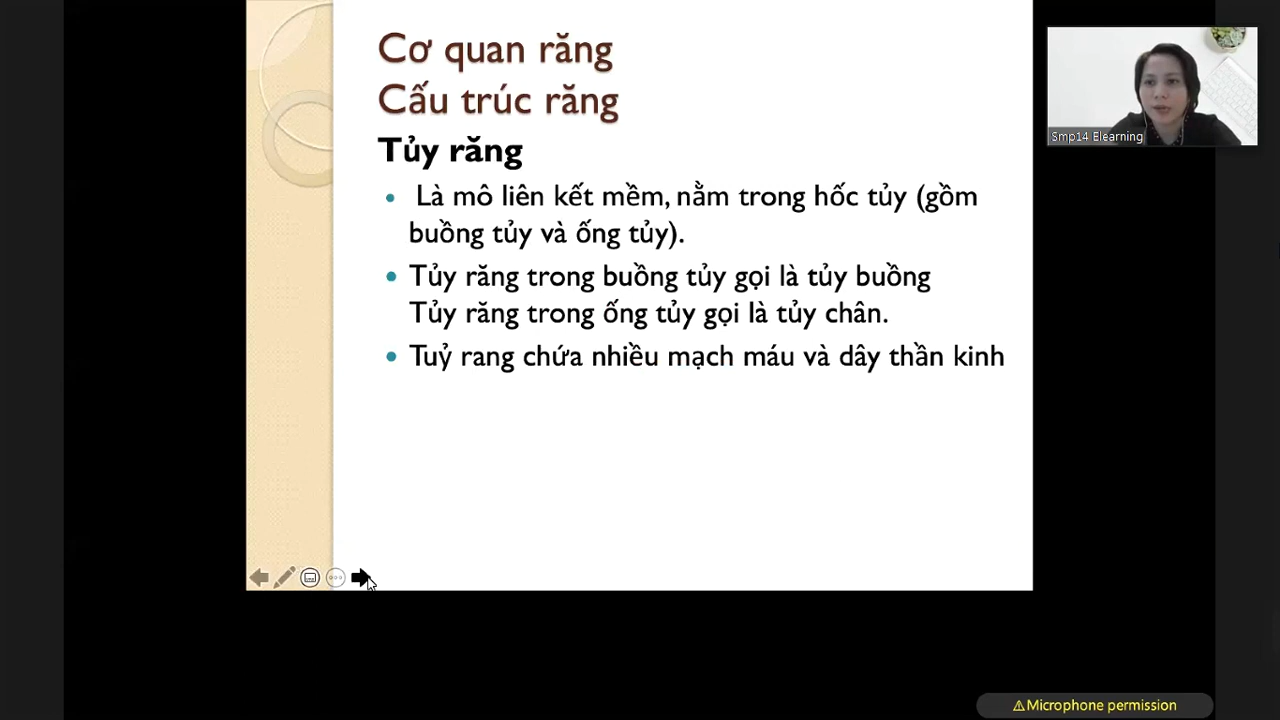 Cơ quan răng
Cấu trúc răng
Tủy răng
Là mô liên kết mềm, nằm trong hốc tủy (gồm
buồng tủy và ống tủy).
Tủy răng trong buồng tủy gọi là tủy buồng
Tủy răng trong ống tủy gọi là tủy chân.
Tuỷ rang chứa nhiều mạch máu và dây thần kinh
Smp14 Elearning
⚠Microphone permission